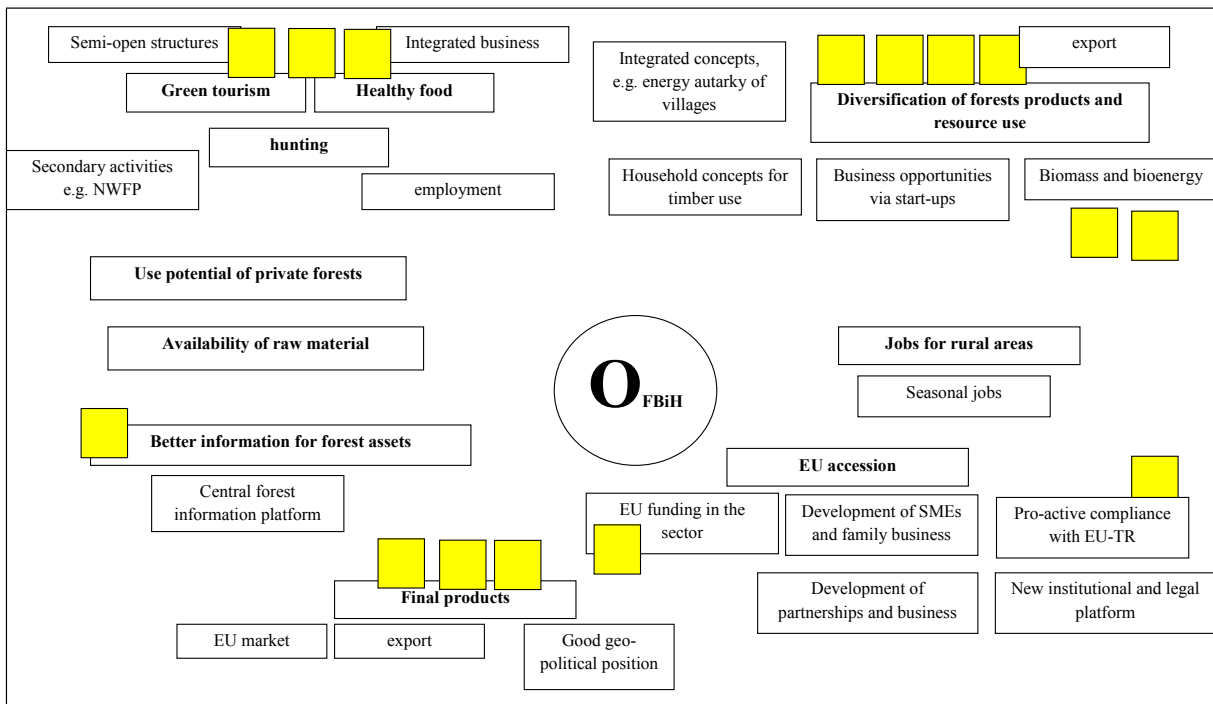 Semi-open structures
Integrated business
Green tourism
Healthy food
hunting
Secondary activities
e.g. NWFP
employment
Integrated concepts,
e.g. energy autarky of
villages
export
Diversification of forests products and
resource use
Household concepts for
timber use
Business opportunities
via start-ups
Biomass and bioenergy
Use potential of private forests
Availability of raw material
Better information for forest assets
Central forest
information platform
O FBiH
Jobs for rural areas
Seasonal jobs
EU accession
EU funding in the
sector
Development of SMEs
and family business
Pro-active compliance
with EU-TR
Development of
partnerships and business
New institutional and legal
platform
Final products
EU market
export
Good geo-
political position